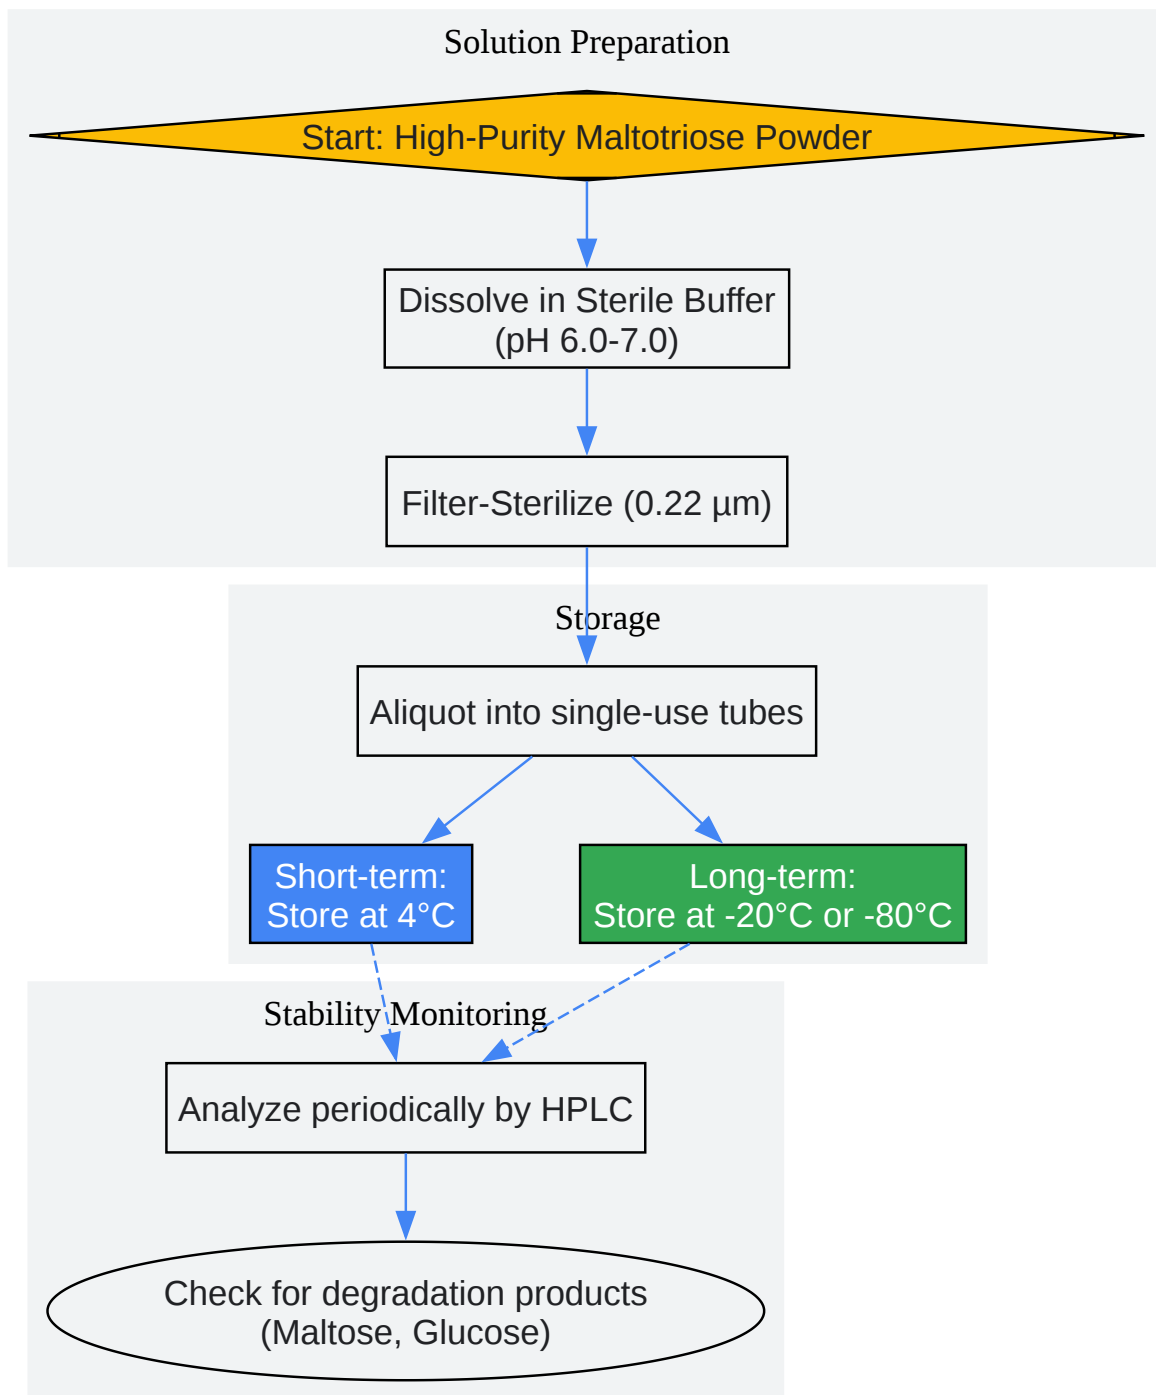 Solution Preparation
Start: High-Purity Maltotriose Powder
Dissolve in Sterile Buffer
(pH 6.0-7.0)
Filter-Sterilize (0.22 µm)
Storage
Aliquot into single-use tubes
Short-term:
Store at 4°C
Long-term:
Store at -20°C or -80°C
Stability Monitoring
Analyze periodically by HPLC
Check for degradation products
(Maltose, Glucose)